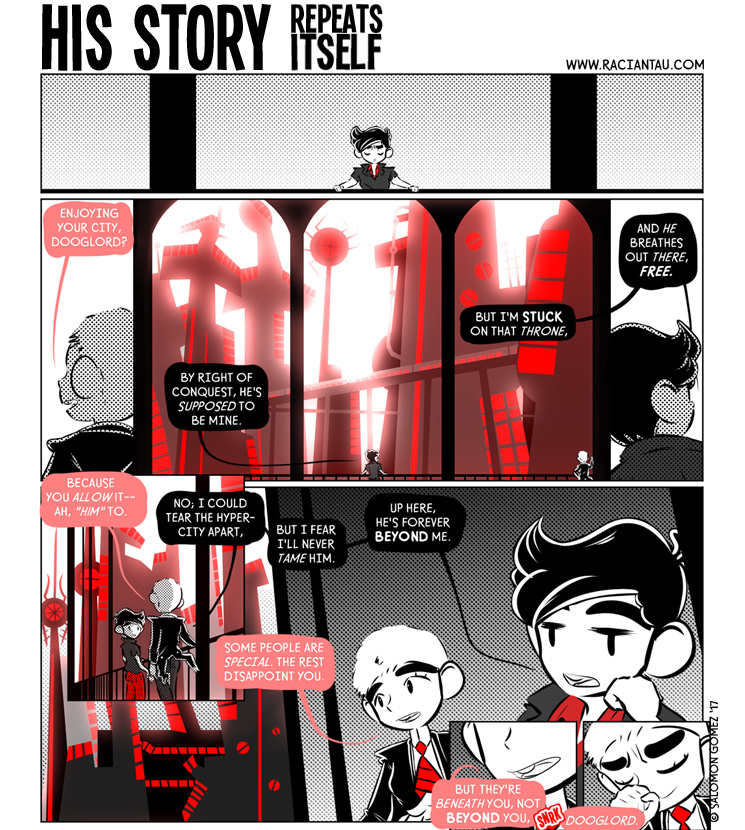 HIS STORY
REPEATS
ITSELF
WWW.RACIANTAU.COM
ENJOYING
YOUR CITY,
DOOGLORD?
BY RIGHT OF
CONQUEST, HE'S
SUPPOSED TO
BE MINE.
BUT I'M STUCK
ON THAT THRONE,
AND HE
BREATHES
OUT THERE,
FREE.
BECAUSE
YOU ALLOW IT--
AH, "HIM" TO.
NO; I COULD
TEAR THE HYPER-
CITY APART,
BUT I FEAR
I'LL NEVER
TAME HIM.
UP HERE,
HE'S FOREVER
BEYOND ME.
SOME PEOPLE ARE
SPECIAL. THE REST
DISAPPOINT YOU.
BUT THEY'RE
BENEATH YOU, NOT
BEYOND YOU,
SNRK
DOOGLORD.
© SALOMON GOMEZ '17